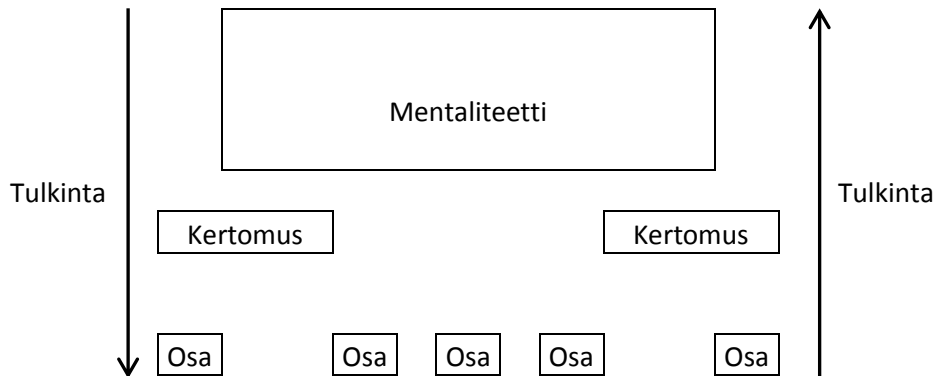 Mentaliteetti
Tulkinta
Tulkinta
Kertomus
Kertomus
Osa
Osa
Osa
Osa
Osa